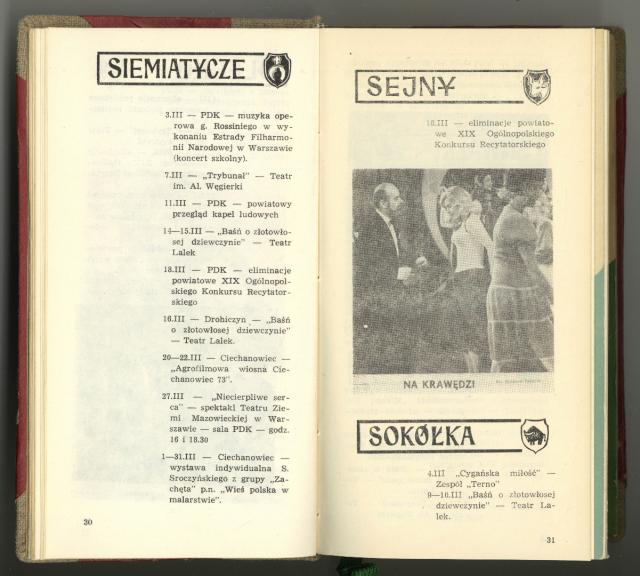 SIEMIATYCZE
3.III — PDK — muzyka ope-
rowa g. Rossiniego w wy-
konaniu Estrady Filharmo-
nii Narodowej w Warszawie
(koncert szkolny).
7.III — „Trybunał" — Teatr
im. Al. Węgierki
11.III — PDK — powiatowy
przegląd kapel ludowych
14—15.III — „Baśń o złotowło-
sej dziewczynie" — Teatr
Lalek
18.III — PDK — eliminacje
powiatowe XIX Ogólnopol-
skiego Konkursu Recytator-
skiego
16.III — Drohiczyn — „Baśń
o złotowłosej dziewczynie"
— Teatr Lalek.
20—22.III — Ciechanowiec —
„Agrofilmowa wiosna Cie-
chanowiec 73".
27.III — „Niecierpliwe ser-
ca" — spektakl Teatru Zie-
mi Mazowieckiej w War-
szawie — sala PDK — godz.
16 i 18.30
1—31.III — Ciechanowiec —
wystawa indywidualna S.
Sroczyńskiego z grupy „Za-
chęta" p.n. „Wieś polska w
malarstwie".
30
SEJNY
18.III — eliminacje powiato-
we XIX Ogólnopolskiego
Konkursu Recytatorskiego
NA KRAWĘDZI
SOKÓŁKA
4.III „Cygańska miłość" —
Zespół „Terno"
9—10.III „Baśń o złotowłosej
dziewczynie" — Teatr La-
lek.
31